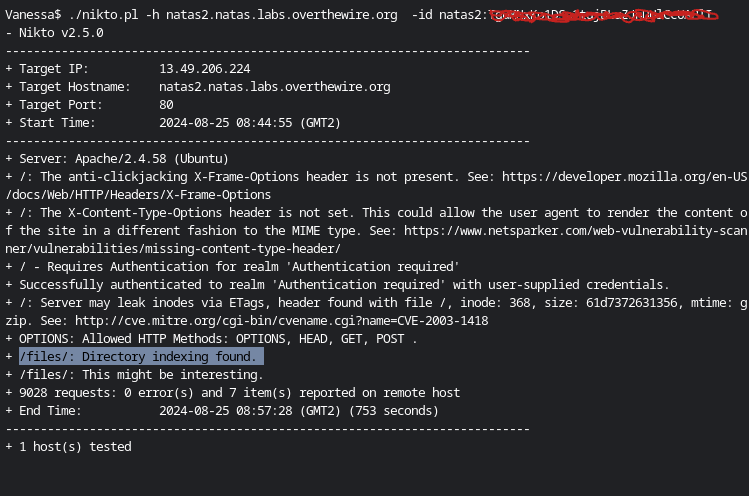 Vanessa$ ./nikto.pl -h natas2.natas.labs.overthewire.org  -id natas2:
- Nikto v2.5.0
---------------------------------------------------------------------------
+ Target IP:          13.49.206.224
+ Target Hostname:    natas2.natas.labs.overthewire.org
+ Target Port:        80
+ Start Time:         2024-08-25 08:44:55 (GMT2)
---------------------------------------------------------------------------
+ Server: Apache/2.4.58 (Ubuntu)
+ /: The anti-clickjacking X-Frame-Options header is not present. See: https://developer.mozilla.org/en-US
/docs/Web/HTTP/Headers/X-Frame-Options
+ /: The X-Content-Type-Options header is not set. This could allow the user agent to render the content o
f the site in a different fashion to the MIME type. See: https://www.netsparker.com/web-vulnerability-scan
ner/vulnerabilities/missing-content-type-header/
+ / - Requires Authentication for realm 'Authentication required'
+ Successfully authenticated to realm 'Authentication required' with user-supplied credentials.
+ /: Server may leak inodes via ETags, header found with file /, inode: 368, size: 61d7372631356, mtime: g
zip. See: http://cve.mitre.org/cgi-bin/cvename.cgi?name=CVE-2003-1418
+ OPTIONS: Allowed HTTP Methods: OPTIONS, HEAD, GET, POST .
+ /files/: Directory indexing found.
+ /files/: This might be interesting.
+ 9028 requests: 0 error(s) and 7 item(s) reported on remote host
+ End Time:           2024-08-25 08:57:28 (GMT2) (753 seconds)
---------------------------------------------------------------------------
+ 1 host(s) tested